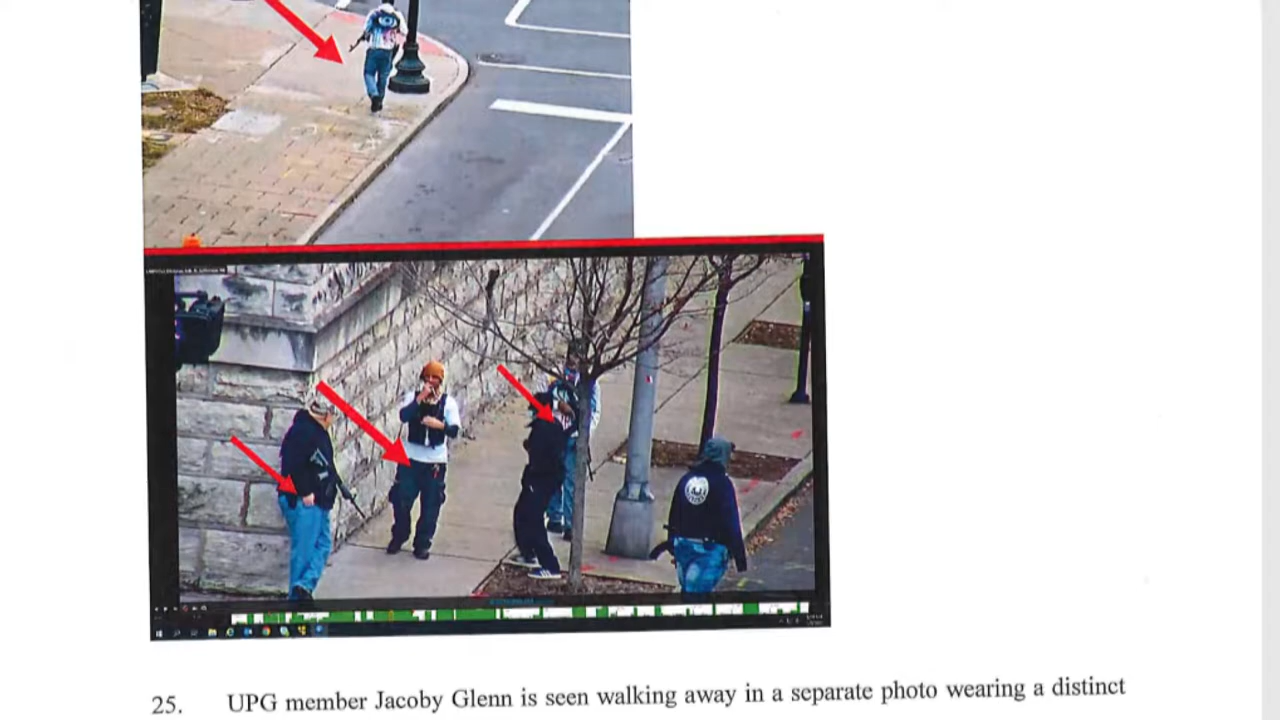 25. UPG member Jacoby Glenn is seen walking away in a separate photo wearing a distinct